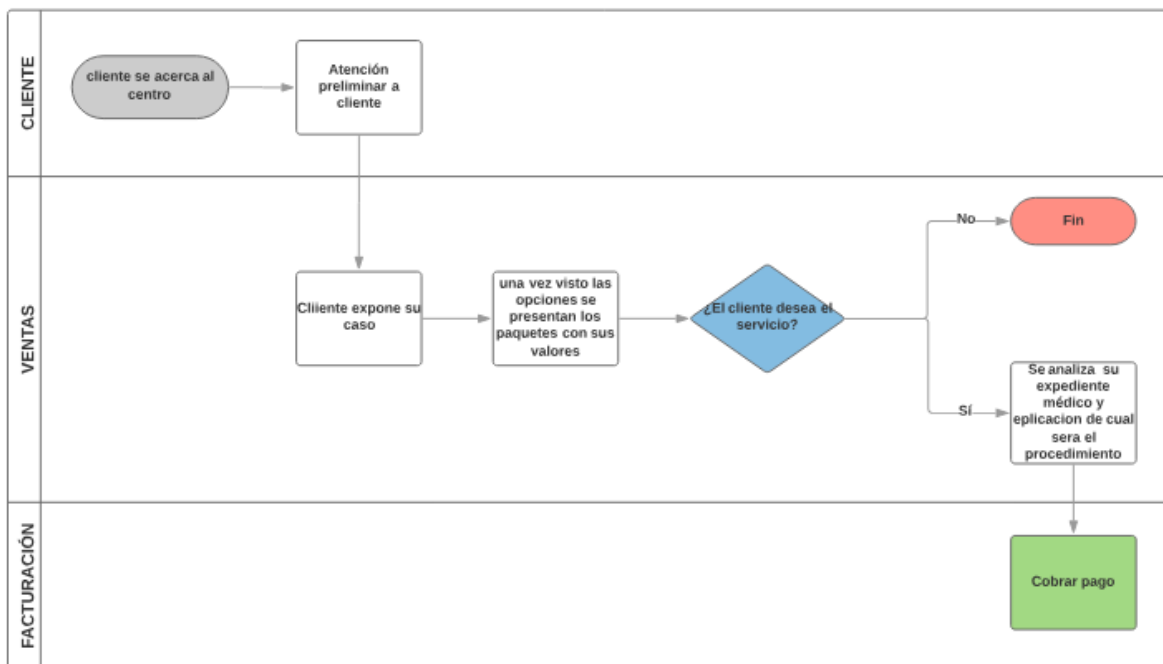 CLIENTE
cliente se acerca al
centro
Atención
preliminar a
cliente
VENTAS
Cliiente expone su
caso
una vez visto las
opciones se
presentan los
paquetes con sus
valores
¿El cliente desea el
servicio?
No
Fin
Sí
Se analiza su
expediente
médico y
eplicacion de cual
sera el
procedimiento
FACTURACIÓN
Cobrar pago